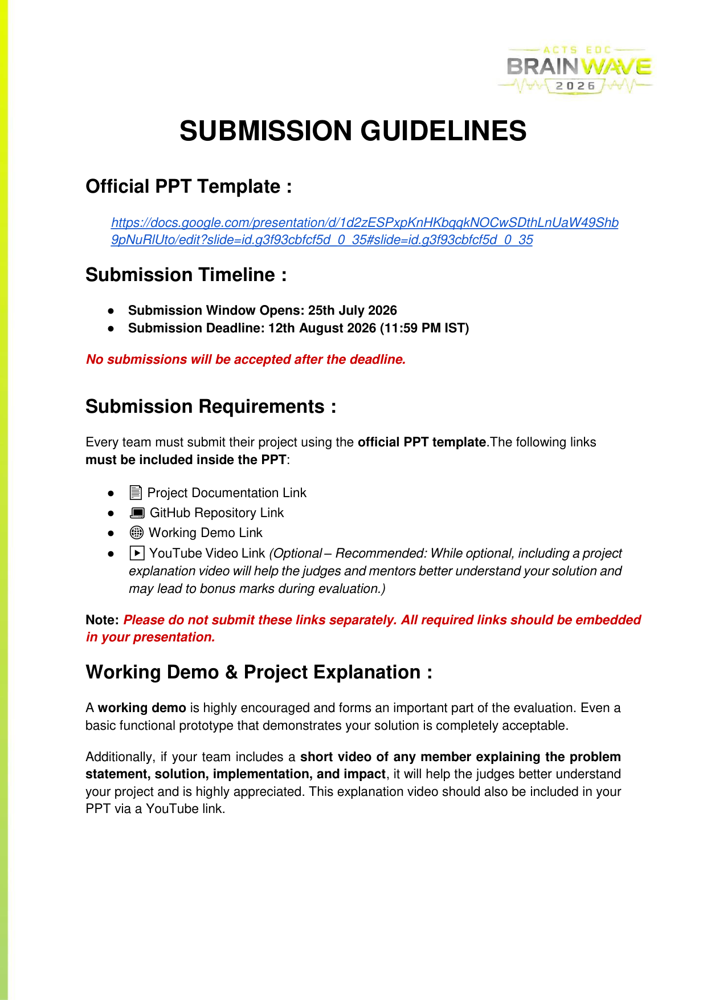 ACTS EDC
BRAINWAVE
2026
SUBMISSION GUIDELINES
Official PPT Template :
https://docs.google.com/presentation/d/1d2zESPxpKnHKbqqkNOCwSDthLnUaW49Shb
9pNuRlUto/edit?slide=id.g3f93cbfcf5d_0_35#slide=id.g3f93cbfcf5d_0_35
Submission Timeline :
● Submission Window Opens: 25th July 2026
● Submission Deadline: 12th August 2026 (11:59 PM IST)
No submissions will be accepted after the deadline.
Submission Requirements :
Every team must submit their project using the official PPT template.The following links
must be included inside the PPT:
● 📄 Project Documentation Link
● 💻 GitHub Repository Link
● 🌐 Working Demo Link
● ▶️ YouTube Video Link (Optional – Recommended: While optional, including a project
explanation video will help the judges and mentors better understand your solution and
may lead to bonus marks during evaluation.)
Note: Please do not submit these links separately. All required links should be embedded
in your presentation.
Working Demo & Project Explanation :
A working demo is highly encouraged and forms an important part of the evaluation. Even a
basic functional prototype that demonstrates your solution is completely acceptable.
Additionally, if your team includes a short video of any member explaining the problem
statement, solution, implementation, and impact, it will help the judges better understand
your project and is highly appreciated. This explanation video should also be included in your
PPT via a YouTube link.